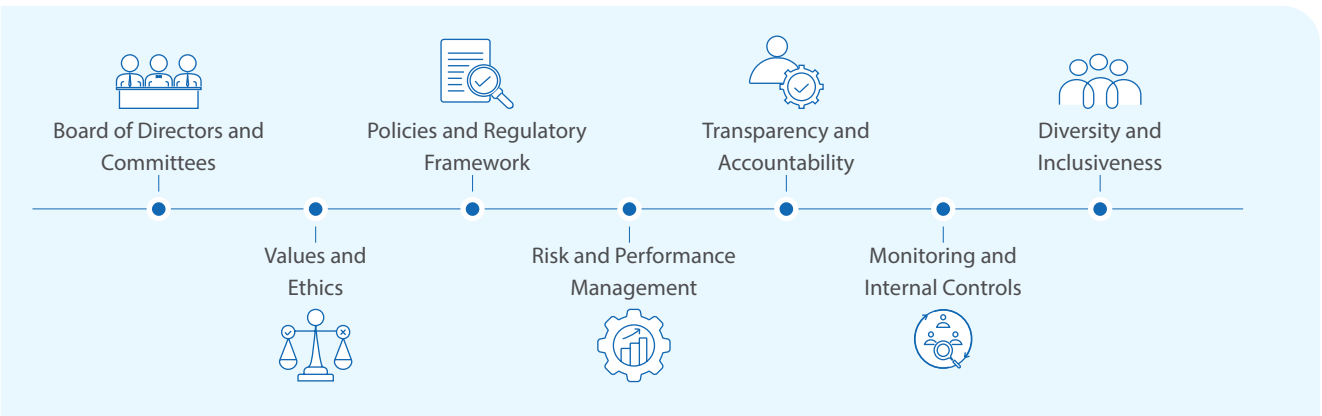 Board of Directors and
Committees
Policies and Regulatory
Framework
Transparency and
Accountability
Diversity and
Inclusiveness
Values and
Ethics
Risk and Performance
Management
Monitoring and
Internal Controls